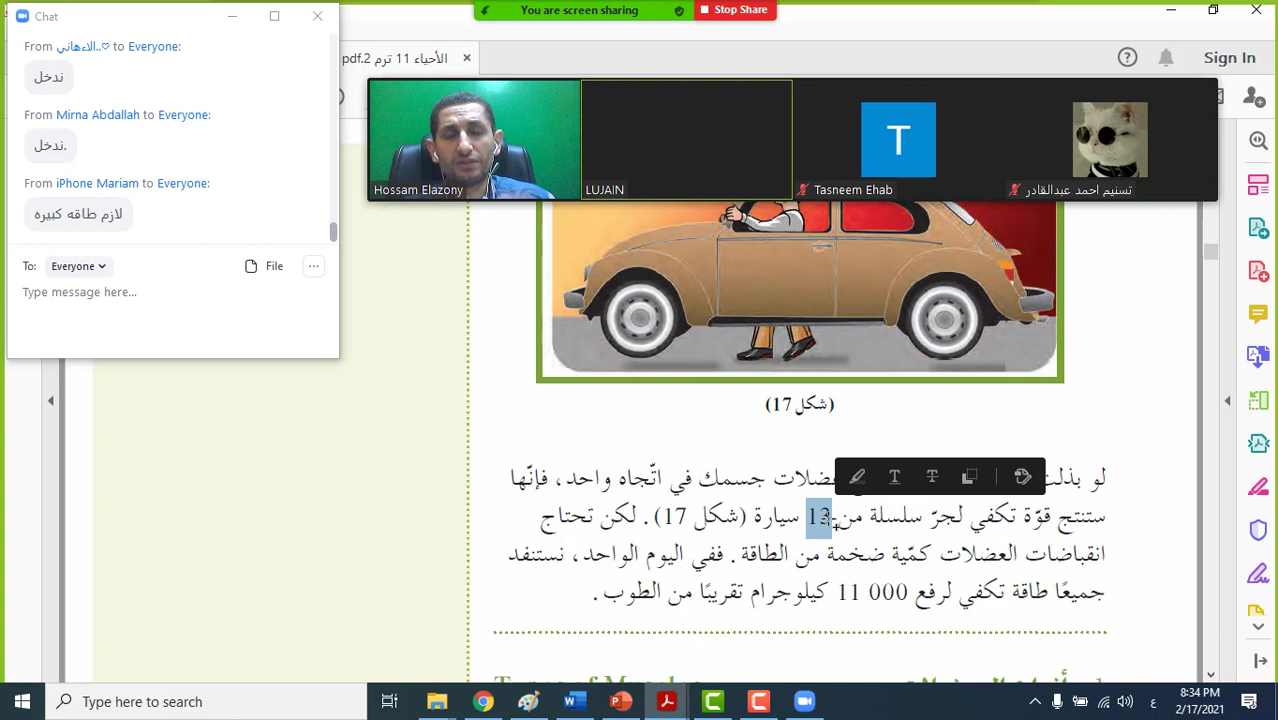 Chat
From الاءهاني..♡ to Everyone:
ندخل
From Mirna Abdallah to Everyone:
ندخل.
From iPhone Mariam to Everyone:
لازم طاقه كبيره
To: Everyone
File
...
Type message here...
You are screen sharing
Stop Share
الأحياء 11 ترم 2.pdf
Sign In
Hossam Elazony
LUJAIN
T
Tasneem Ehab
تسنيم احمد عبدالقادر
(شكل 17)
لو بذلت عضلات جسمك في اتّجاه واحد، فإنّها
ستنتج قوّة تكفي لجرّ سلسلة من 13 سيارة (شكل 17). لكن تحتاج
انقباضات العضلات كمّية ضخمة من الطاقة. ففي اليوم الواحد، نستنفد
جميعًا طاقة تكفي لرفع 000 11 كيلوجرام تقريبًا من الطوب.
Type here to search
ع
8:34 PM
2/17/2021